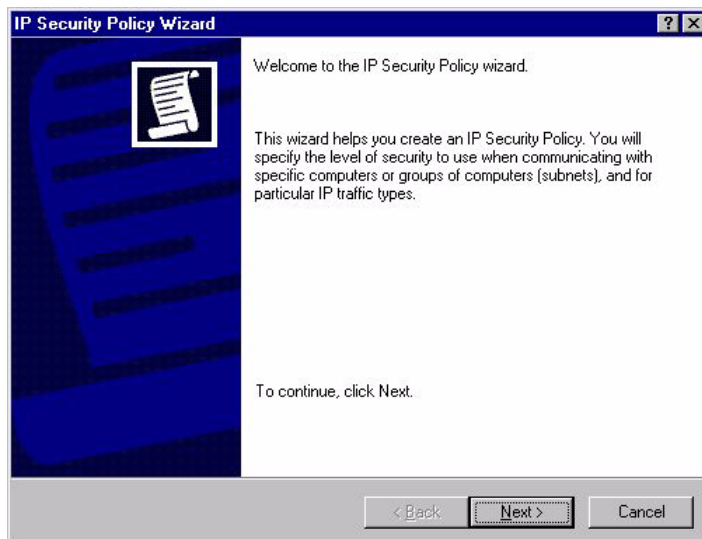 IP Security Policy Wizard
Welcome to the IP Security Policy wizard.
This wizard helps you create an IP Security Policy. You will
specify the level of security to use when communicating with
specific computers or groups of computers (subnets), and for
particular IP traffic types.
To continue, click Next.
< Back
Next >
Cancel